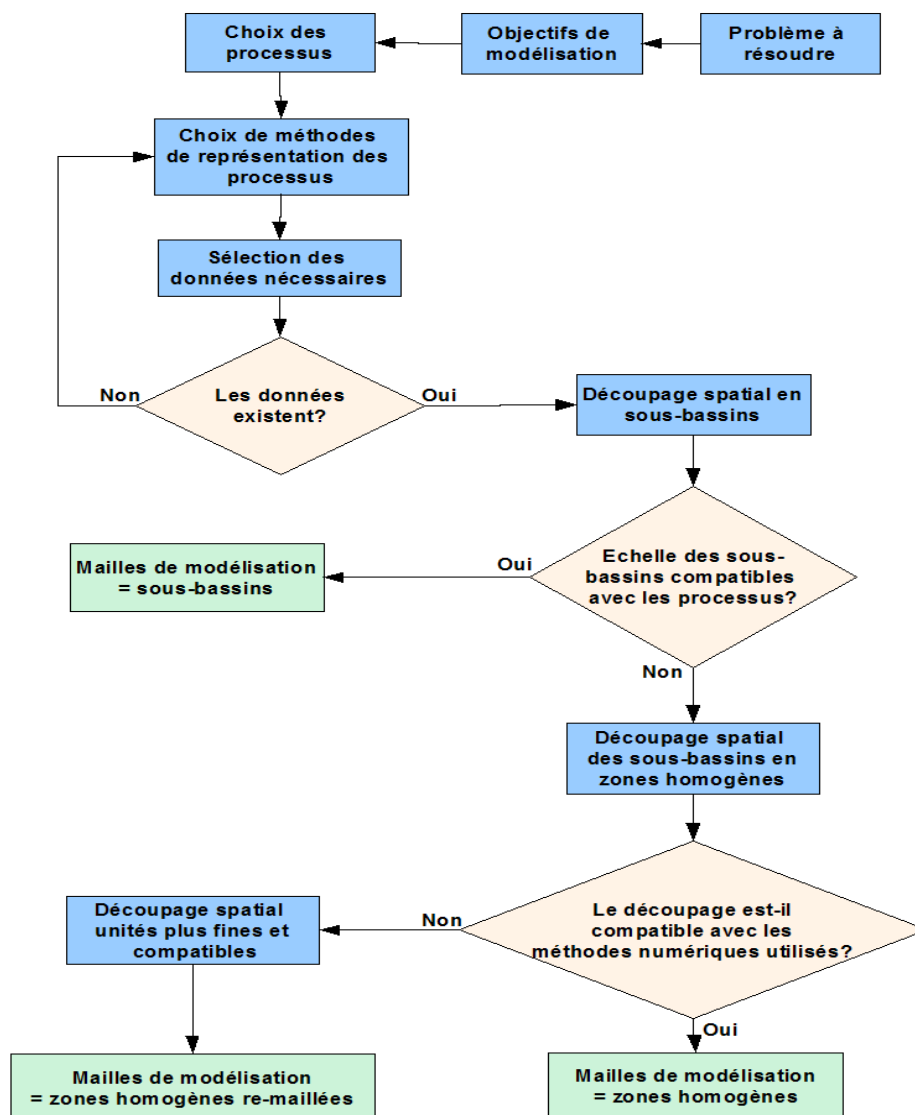 Choix des
processus
Objectifs de
modélisation
Problème à
résoudre
Choix de méthodes
de représentation des
processus
Sélection des
données nécessaires
Les données
existent?
Non
Oui
Découpage spatial en
sous-bassins
Echelle des sous-
bassins compatibles
avec les processus?
Oui
Mailles de modélisation
= sous-bassins
Non
Découpage spatial
des sous-bassins en
zones homogènes
Le découpage est-il
compatible avec les
méthodes numériques utilisés?
Non
Découpage spatial
unités plus fines et
compatibles
Oui
Mailles de modélisation
= zones homogènes re-maillées
Mailles de modélisation
= zones homogènes